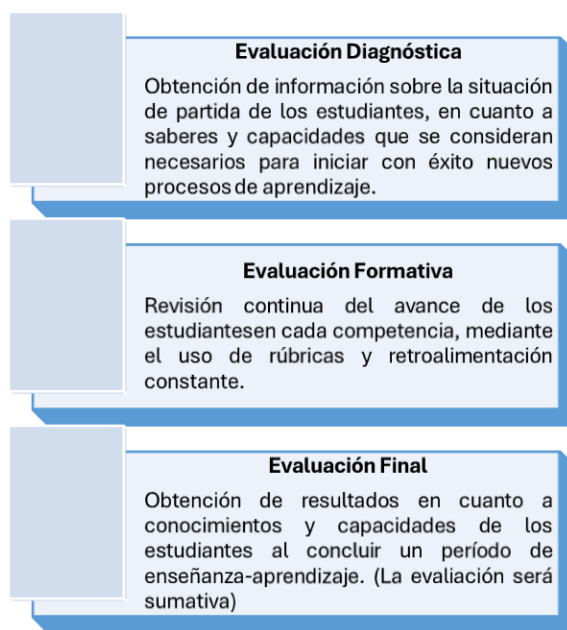 Evaluación Diagnóstica
Obtención de información sobre la situación
de partida de los estudiantes, en cuanto a
saberes y capacidades que se consideran
necesarios para iniciar con éxito nuevos
procesos de aprendizaje.
Evaluación Formativa
Revisión continua del avance de los
estudiantesen cada competencia, mediante
el uso de rúbricas y retroalimentación
constante.
Evaluación Final
Obtención de resultados en cuanto a
conocimientos y capacidades de los
estudiantes al concluir un período de
enseñanza-aprendizaje. (La evaliación será
sumativa)